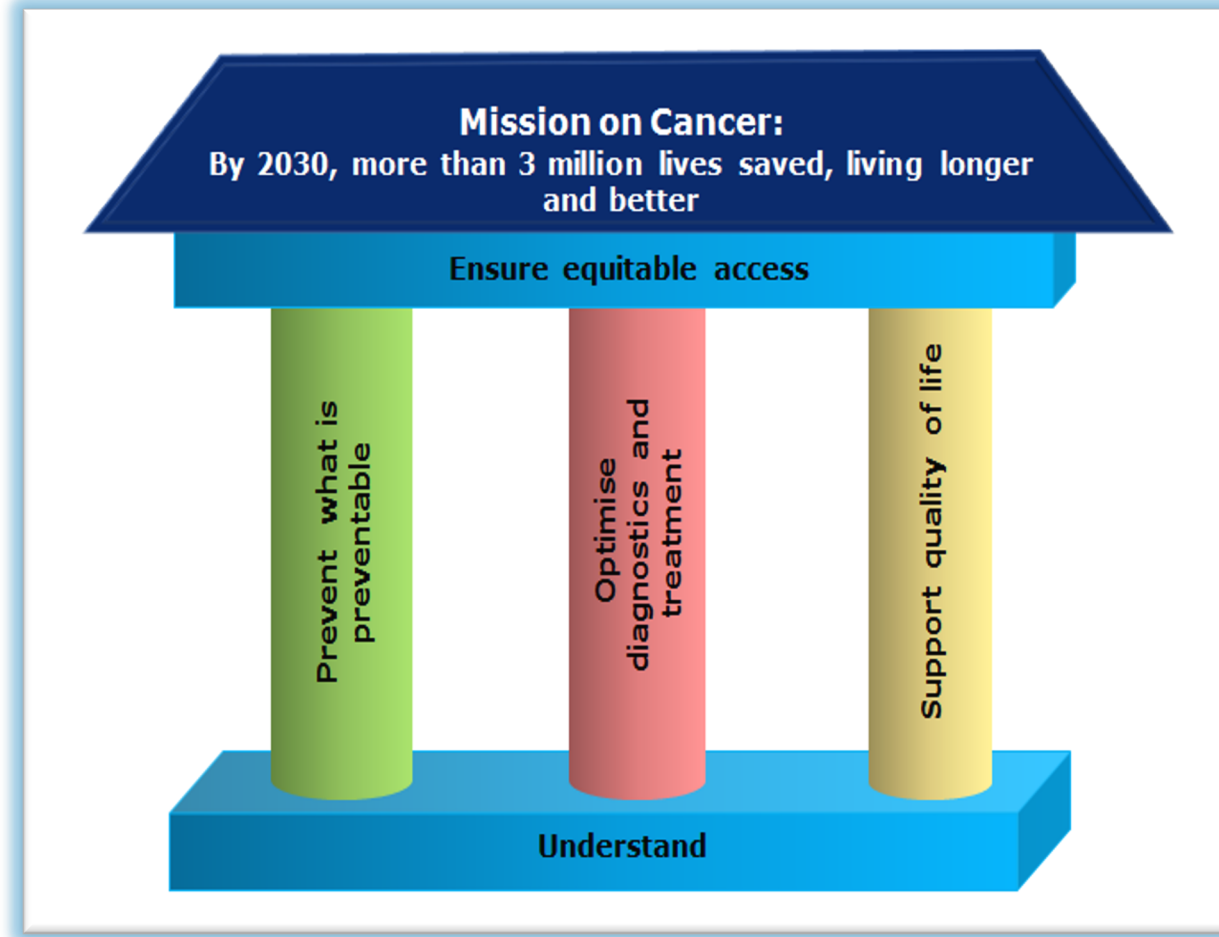 Mission on Cancer:
By 2030, more than 3 million lives saved, living longer
and better
Ensure equitable access
Prevent what is
preventable
Optimise
diagnostics and
treatment
Support quality of life
Understand